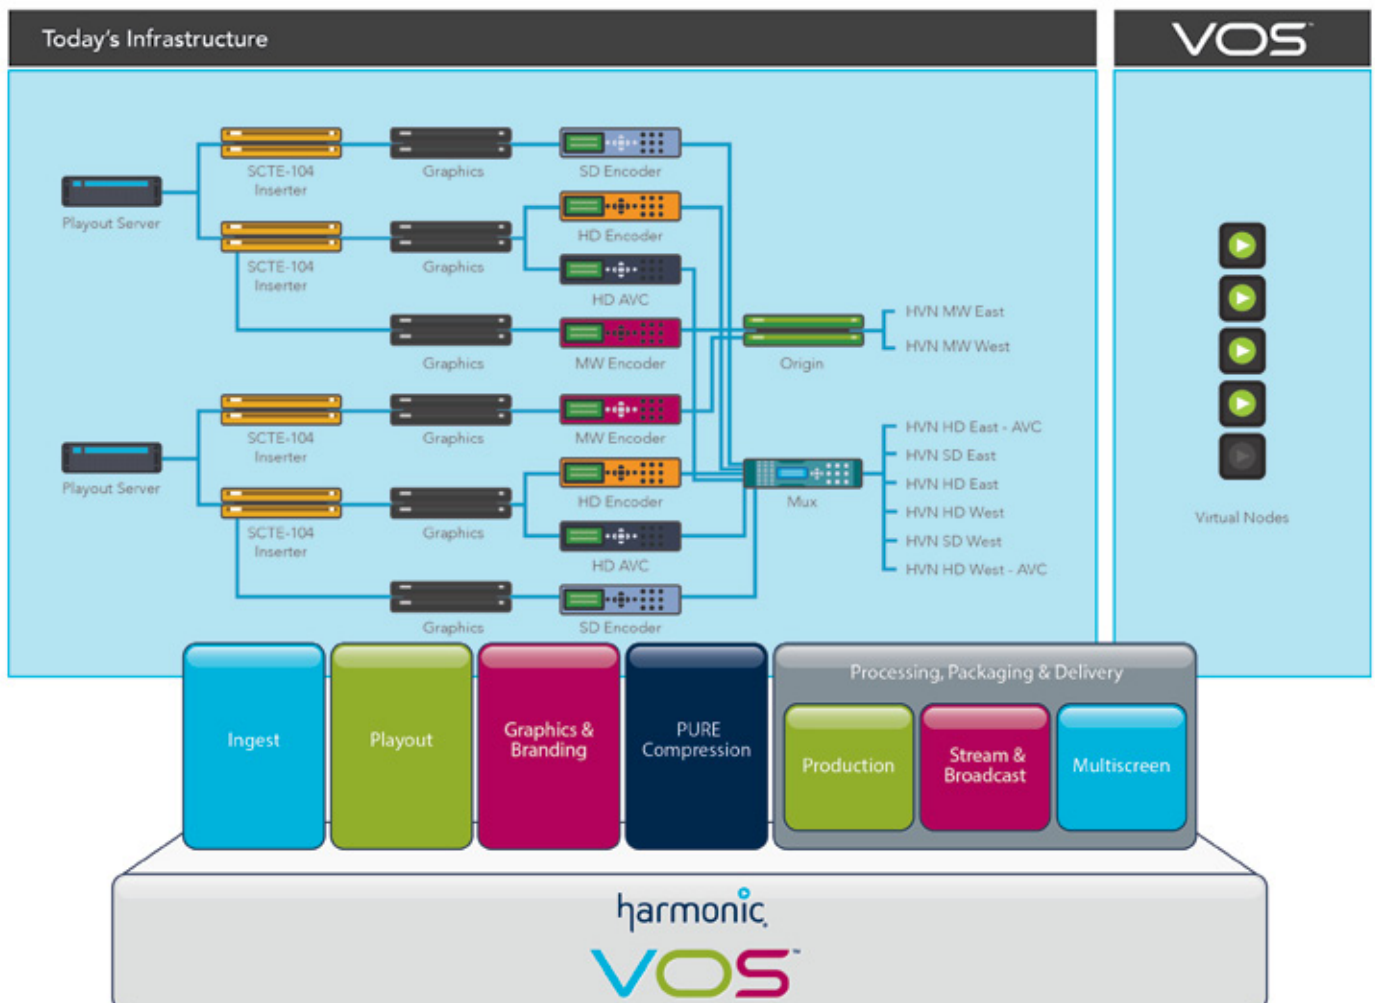 Today's Infrastructure
VOS™
SCTE-104
Inserter
Graphics
SD Encoder
Playout Server
HD Encoder
SCTE-104
Inserter
Graphics
HD AVC
HVN MW East
HVN MW West
Graphics
MW Encoder
Origin
SCTE-104
Inserter
Graphics
MW Encoder
HVN HD East - AVC
HVN SD East
HVN HD East
HVN HD West
HVN SD West
HVN HD West - AVC
Playout Server
HD Encoder
Mux
SCTE-104
Inserter
Graphics
HD AVC
Graphics
SD Encoder
Virtual Nodes
Ingest
Playout
Graphics &
Branding
PURE
Compression
Processing, Packaging & Delivery
Production
Stream &
Broadcast
Multiscreen
harmonic
VOS™